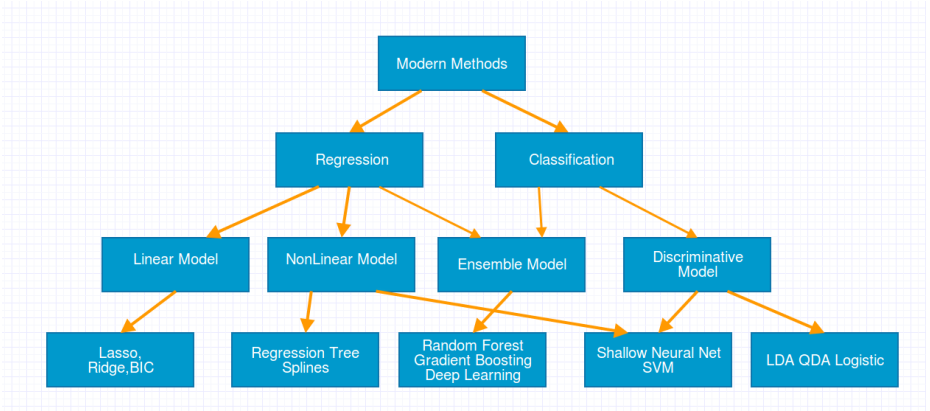 Modern Methods
Regression
Classification
Linear Model
NonLinear Model
Ensemble Model
Discriminative
Model
Lasso,
Ridge,BIC
Regression Tree
Splines
Random Forest
Gradient Boosting
Deep Learning
Shallow Neural Net
SVM
LDA QDA Logistic